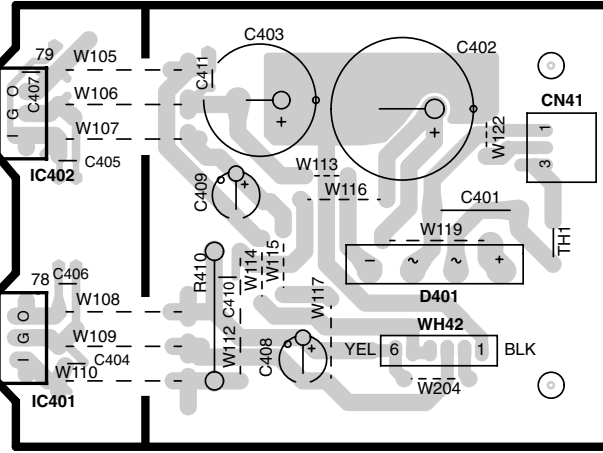 C403
C402
79
W105
C411
C407
W106
O
G
I
W107
C405
IC402
CN41
1
3
W122
W113
W116
C409
C401
W119
TH1
− ~ ~ +
D401
78
C406
W108
R410
C410
W114
W115
W117
O
G
I
W109
C404
W110
IC401
W112
C408
WH42
YEL 6 1 BLK
W204
+
+
+
+